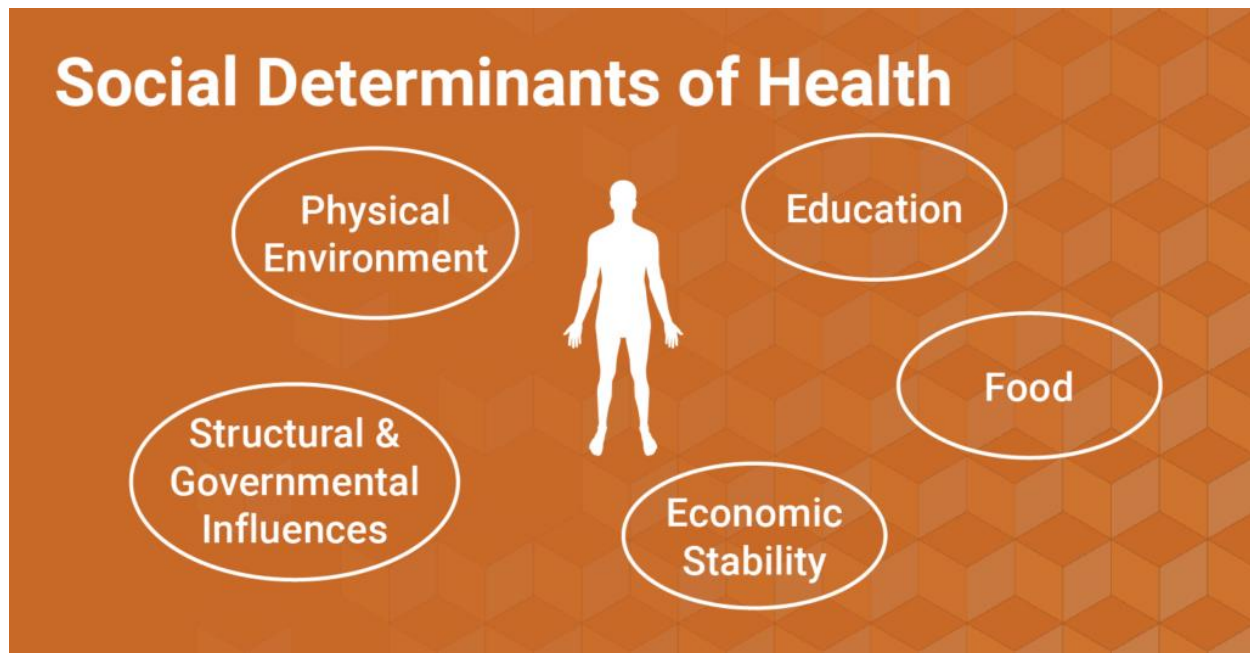 Social Determinants of Health
Physical
Environment
Education
Food
Structural &
Governmental
Influences
Economic
Stability